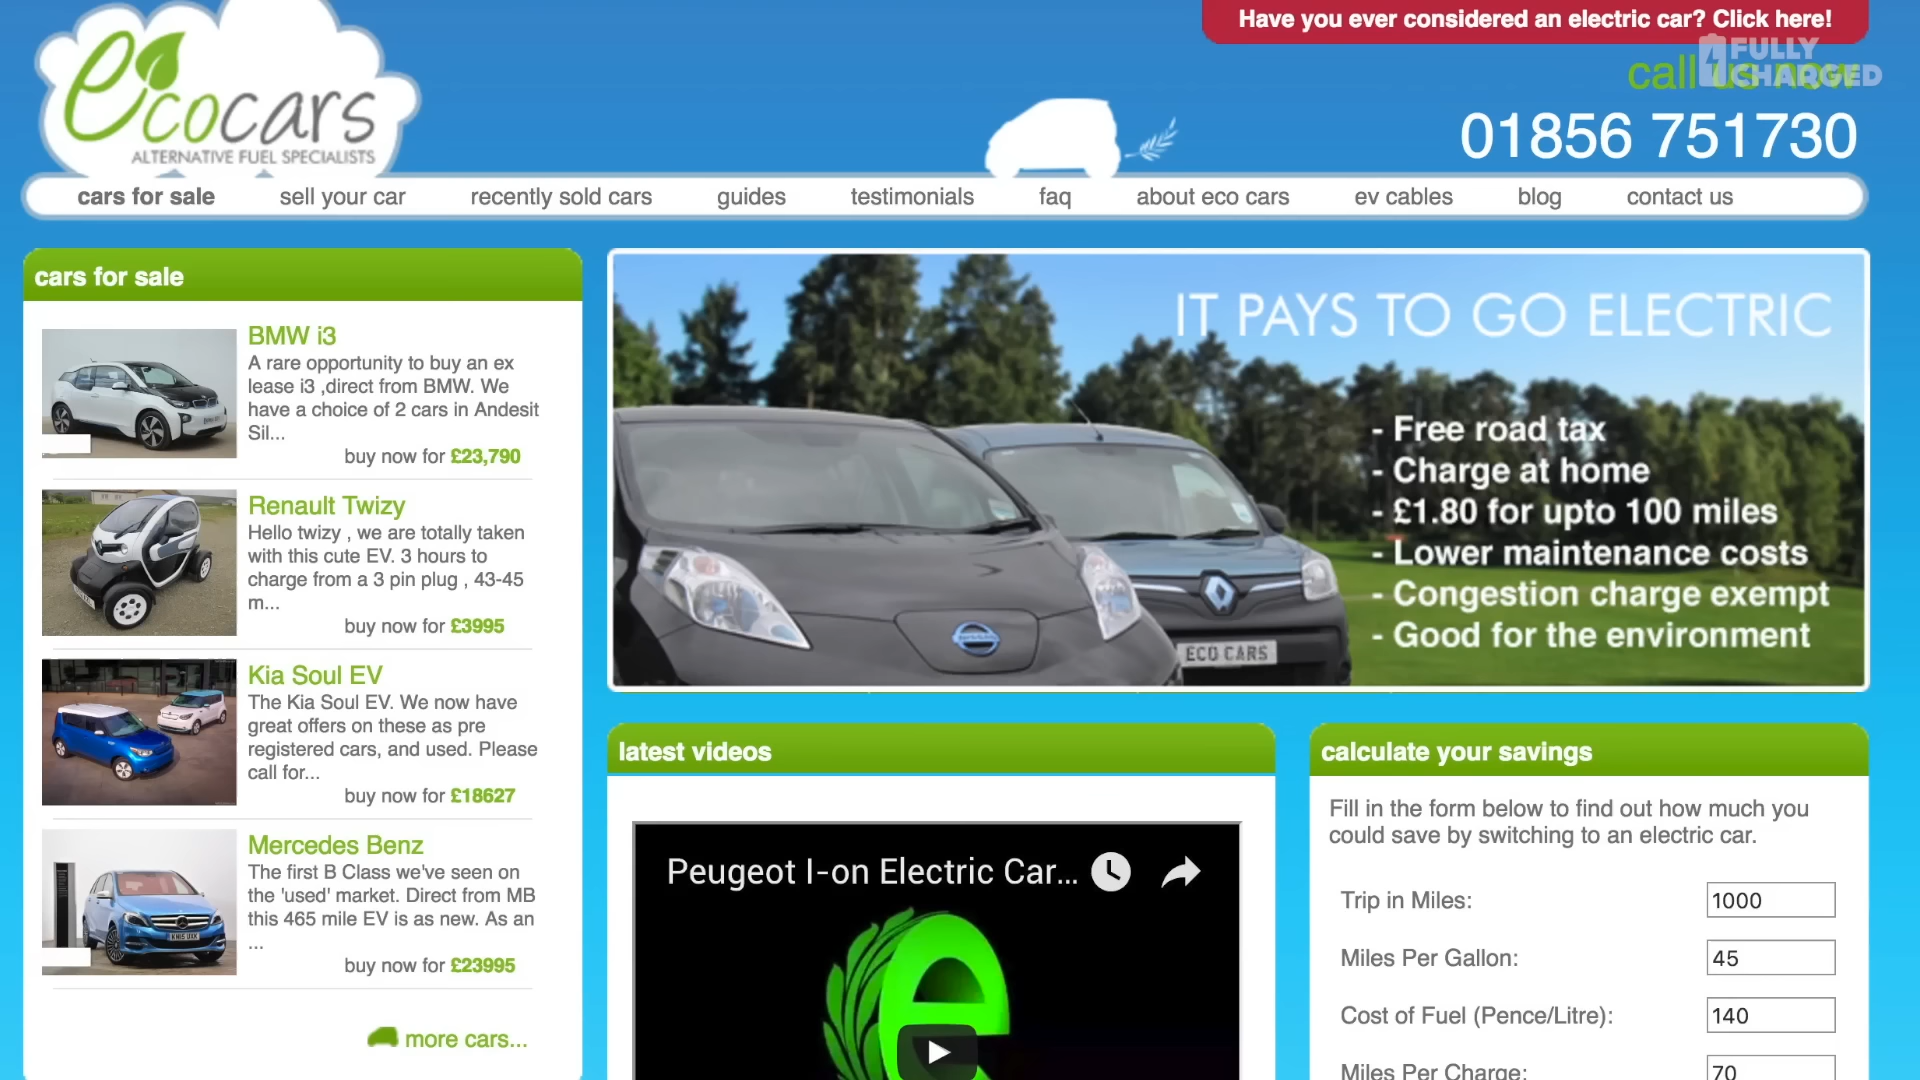 Have you ever considered an electric car? Click here!
FULLY CHARGED
call us now
01856 751730
ecocars
ALTERNATIVE FUEL SPECIALISTS
cars for sale
sell your car
recently sold cars
guides
testimonials
faq
about eco cars
ev cables
blog
contact us
cars for sale
BMW i3
A rare opportunity to buy an ex
lease i3 ,direct from BMW. We
have a choice of 2 cars in Andesit
Sil...
buy now for £23,790
Renault Twizy
Hello twizy , we are totally taken
with this cute EV. 3 hours to
charge from a 3 pin plug , 43-45
m...
buy now for £3995
Kia Soul EV
The Kia Soul EV. We now have
great offers on these as pre
registered cars, and used. Please
call for...
buy now for £18627
Mercedes Benz
The first B Class we've seen on
the 'used' market. Direct from MB
this 465 mile EV is as new. As an
...
buy now for £23995
more cars...
IT PAYS TO GO ELECTRIC
- Free road tax
- Charge at home
- £1.80 for upto 100 miles
- Lower maintenance costs
- Congestion charge exempt
- Good for the environment
ECO CARS
latest videos
Peugeot I-on Electric Car...
calculate your savings
Fill in the form below to find out how much you
could save by switching to an electric car.
Trip in Miles: 1000
Miles Per Gallon: 45
Cost of Fuel (Pence/Litre): 140
Miles Per Charge: 70